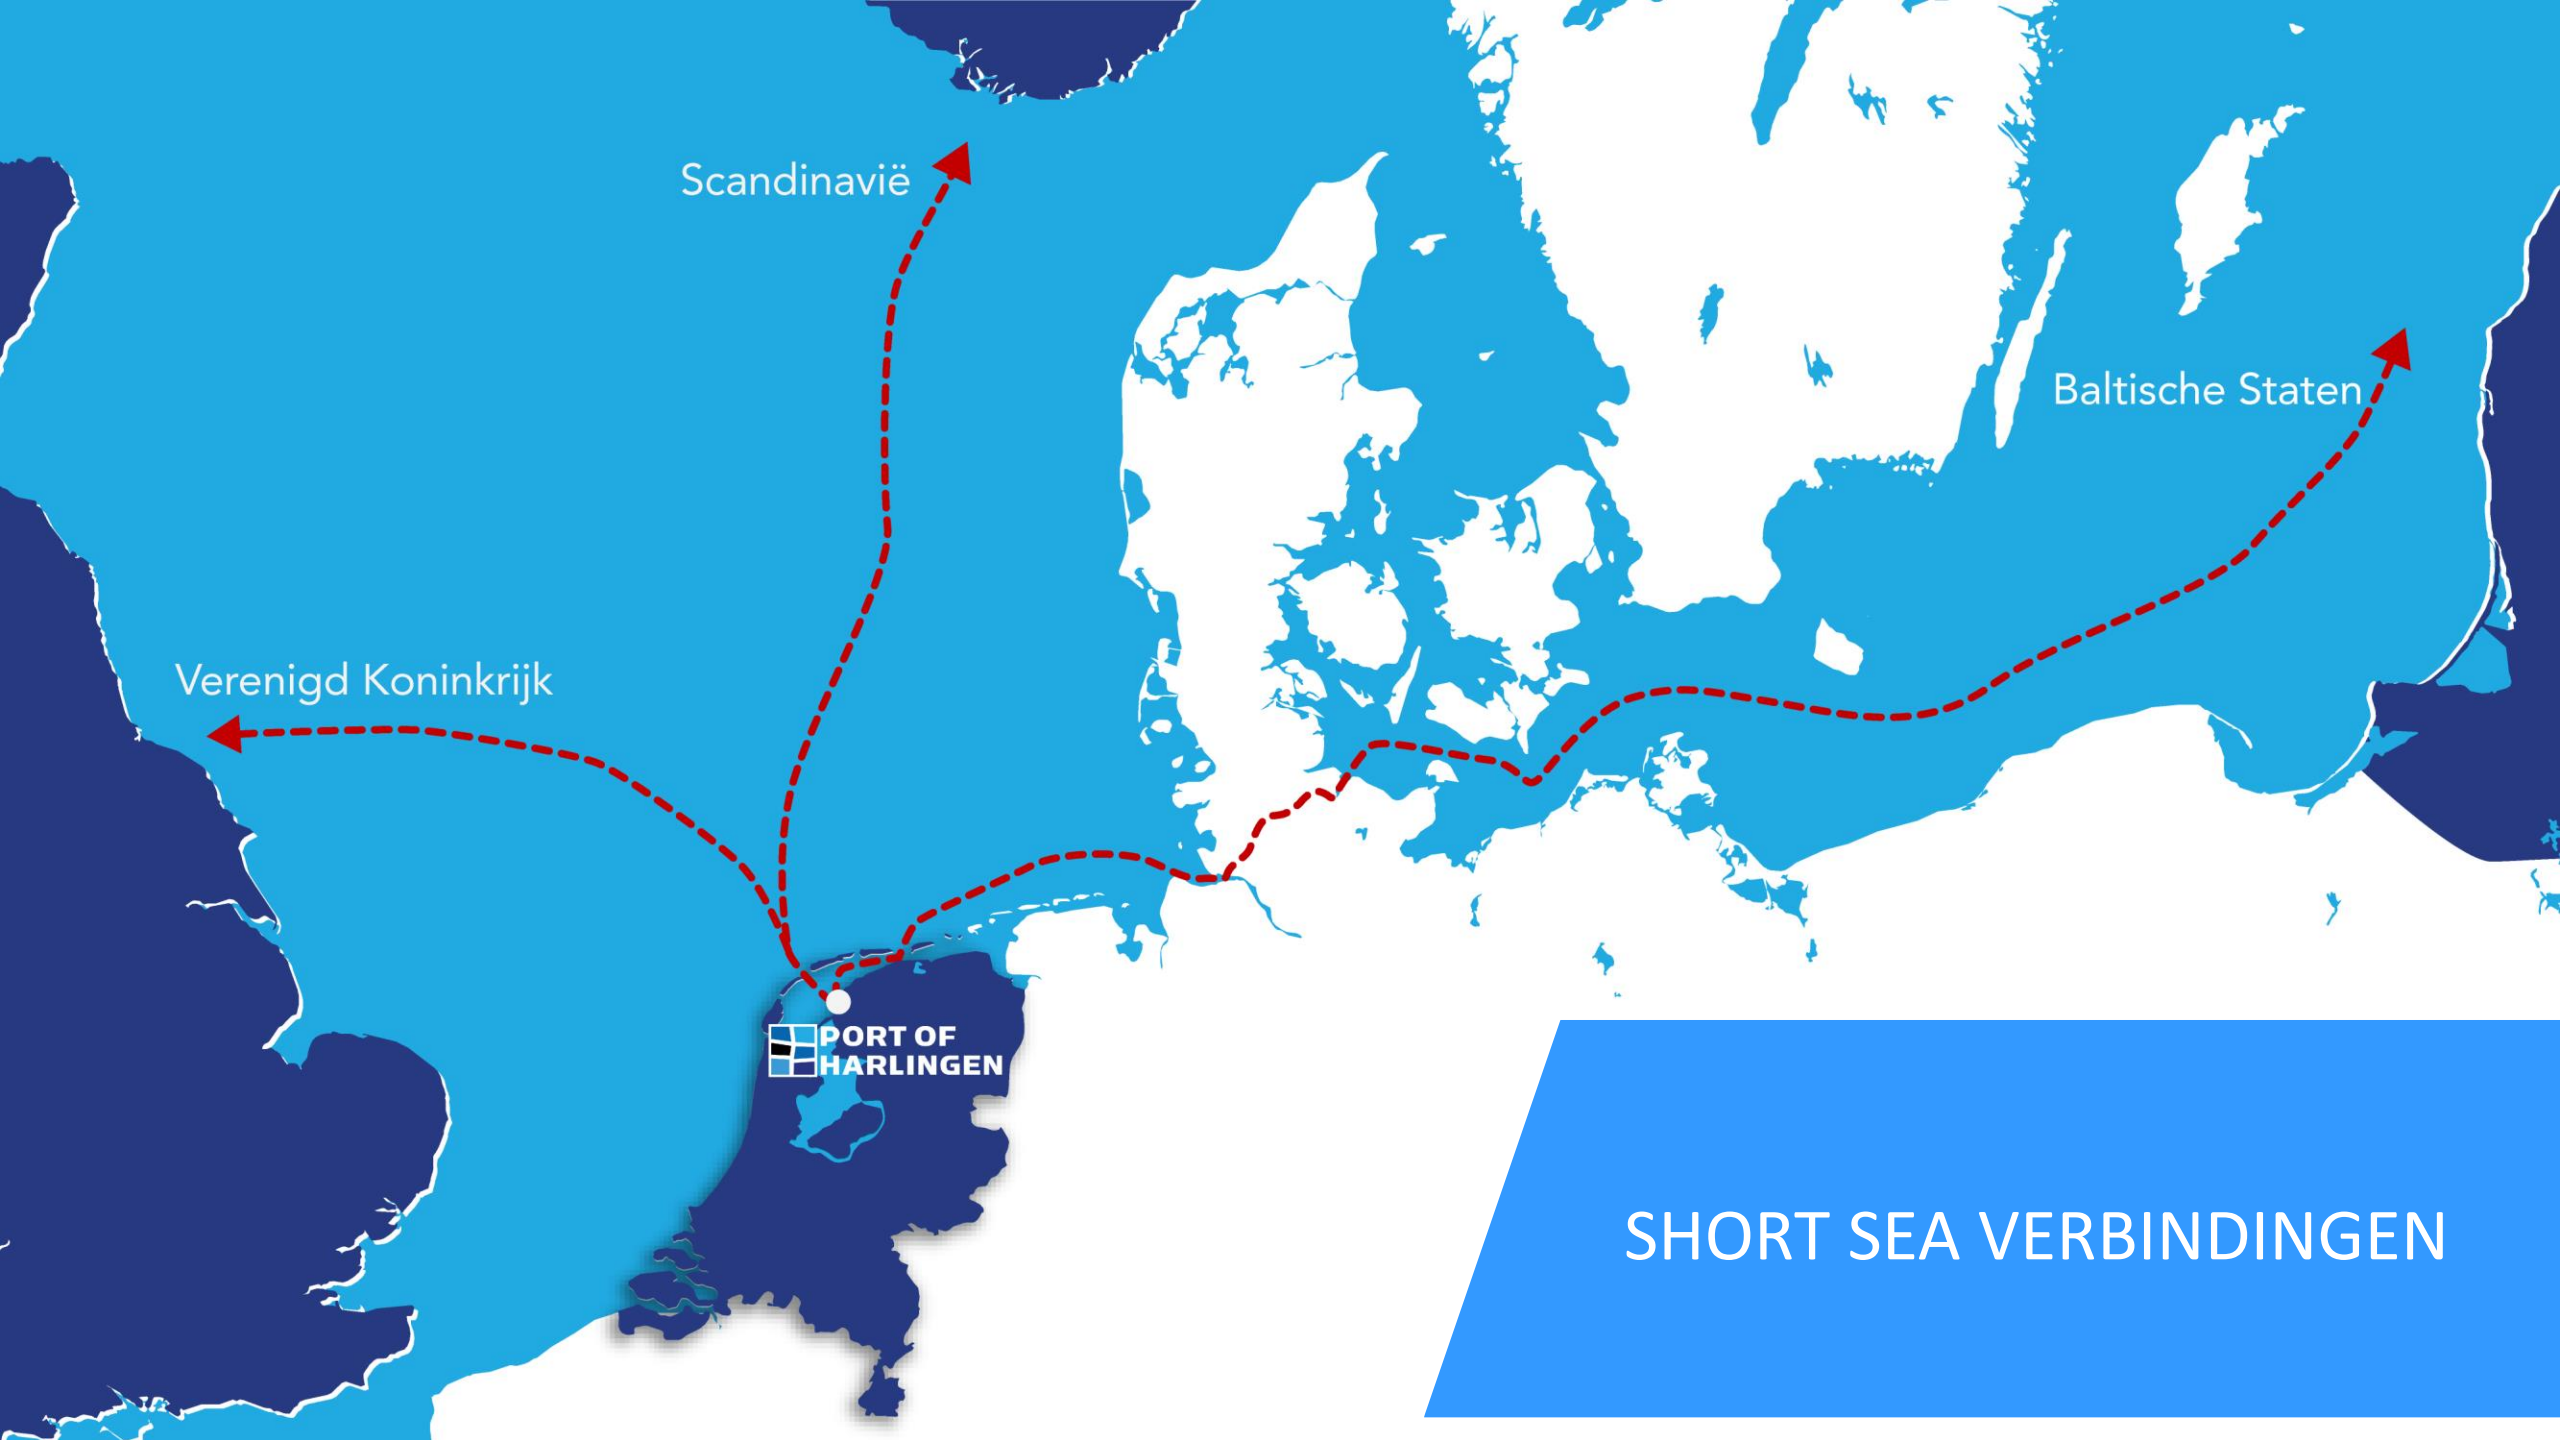 Scandinavië
Baltische Staten
Verenigd Koninkrijk
PORT OF
HARLINGEN
SHORT SEA VERBINDINGEN